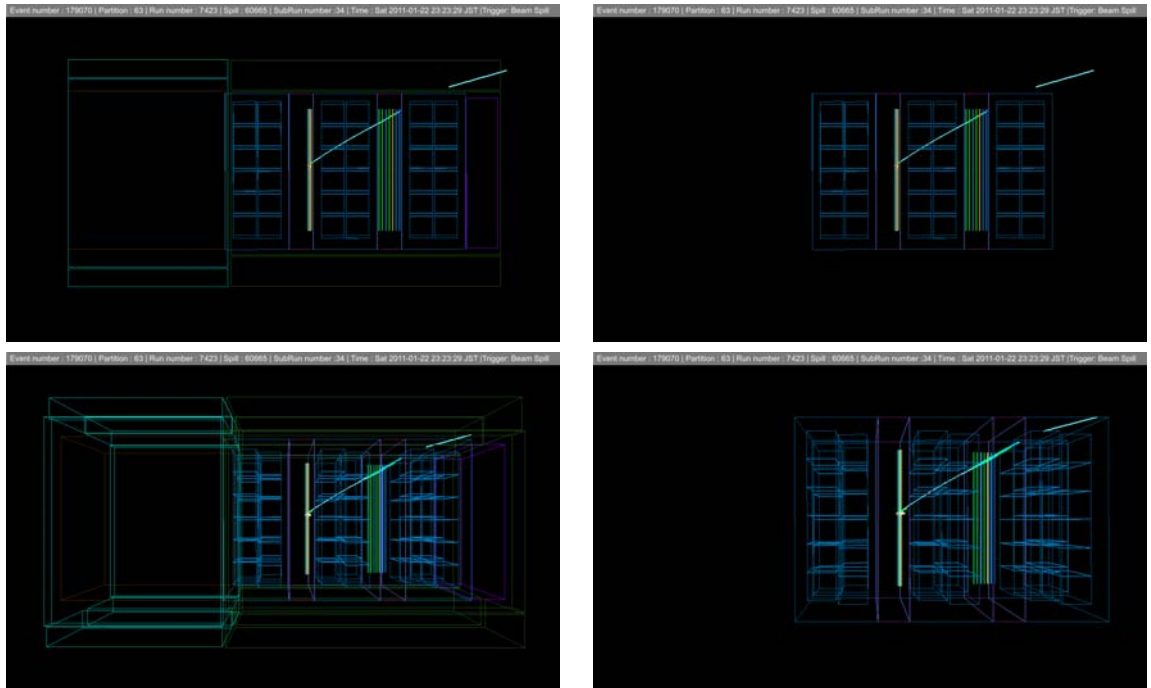 Event number : 179070 | Partition : 63 | Run number : 7423 | Spill : 60665 | SubRun number :34 | Time : Sat 2011-01-22 23:23:29 JST |Trigger: Beam Spill
Event number : 179070 | Partition : 63 | Run number : 7423 | Spill : 60665 | SubRun number :34 | Time : Sat 2011-01-22 23:23:29 JST |Trigger: Beam Spill
Event number : 179070 | Partition : 63 | Run number : 7423 | Spill : 60665 | SubRun number :34 | Time : Sat 2011-01-22 23:23:29 JST |Trigger: Beam Spill
Event number : 179070 | Partition : 63 | Run number : 7423 | Spill : 60665 | SubRun number :34 | Time : Sat 2011-01-22 23:23:29 JST |Trigger: Beam Spill